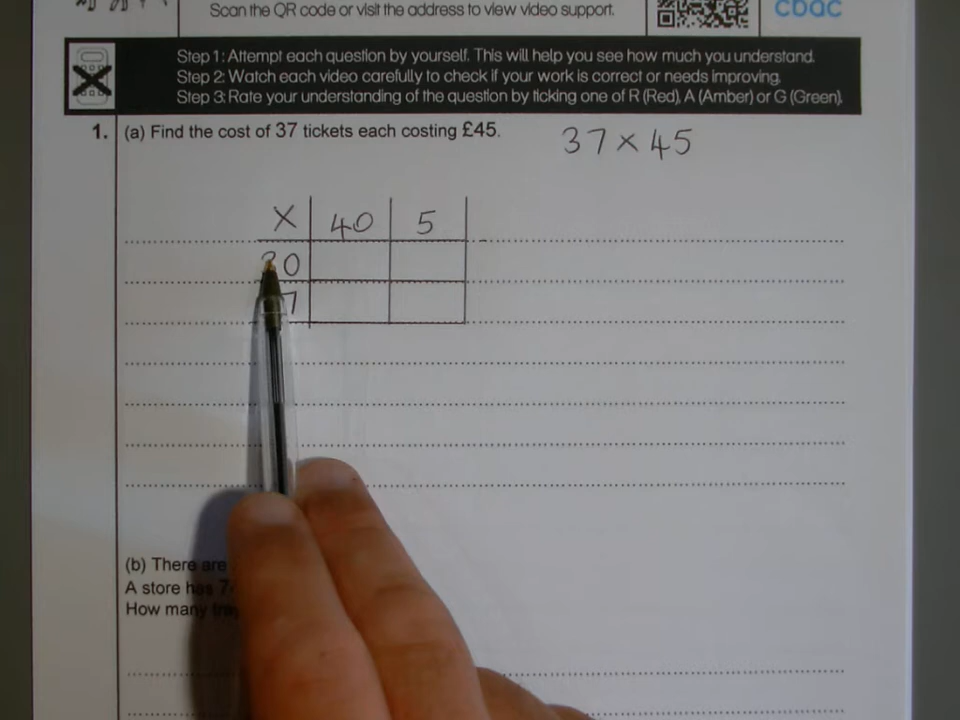 Scan the QR code or visit the address to view video support.
cbac
Step 1: Attempt each question by yourself. This will help you see how much you understand.
Step 2: Watch each video carefully to check if your work is correct or needs improving.
Step 3: Rate your understanding of the question by ticking one of R (Red), A (Amber) or G (Green).
1. (a) Find the cost of 37 tickets each costing £45.
37 × 45
× 40 5
30
7
(b) There are
A store has
How many